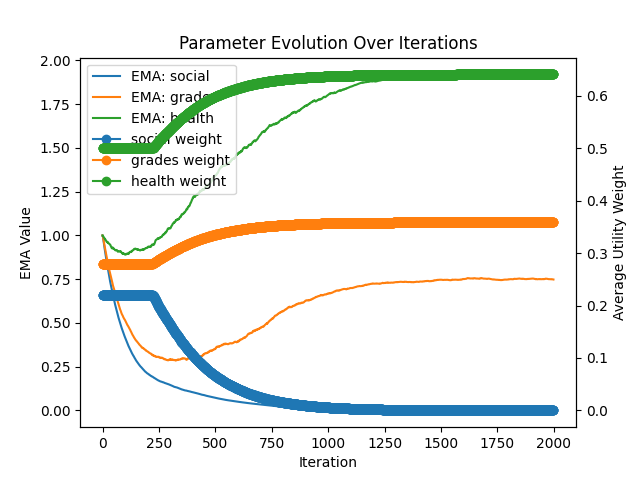 Parameter Evolution Over Iterations
EMA Value
2.00
1.75
1.50
1.25
1.00
0.75
0.50
0.25
0.00
EMA: social
EMA: grades
EMA: health
social weight
grades weight
health weight
0.6
0.5
0.4
0.3
0.2
0.1
0.0
Average Utility Weight
0 250 500 750 1000 1250 1500 1750 2000
Iteration